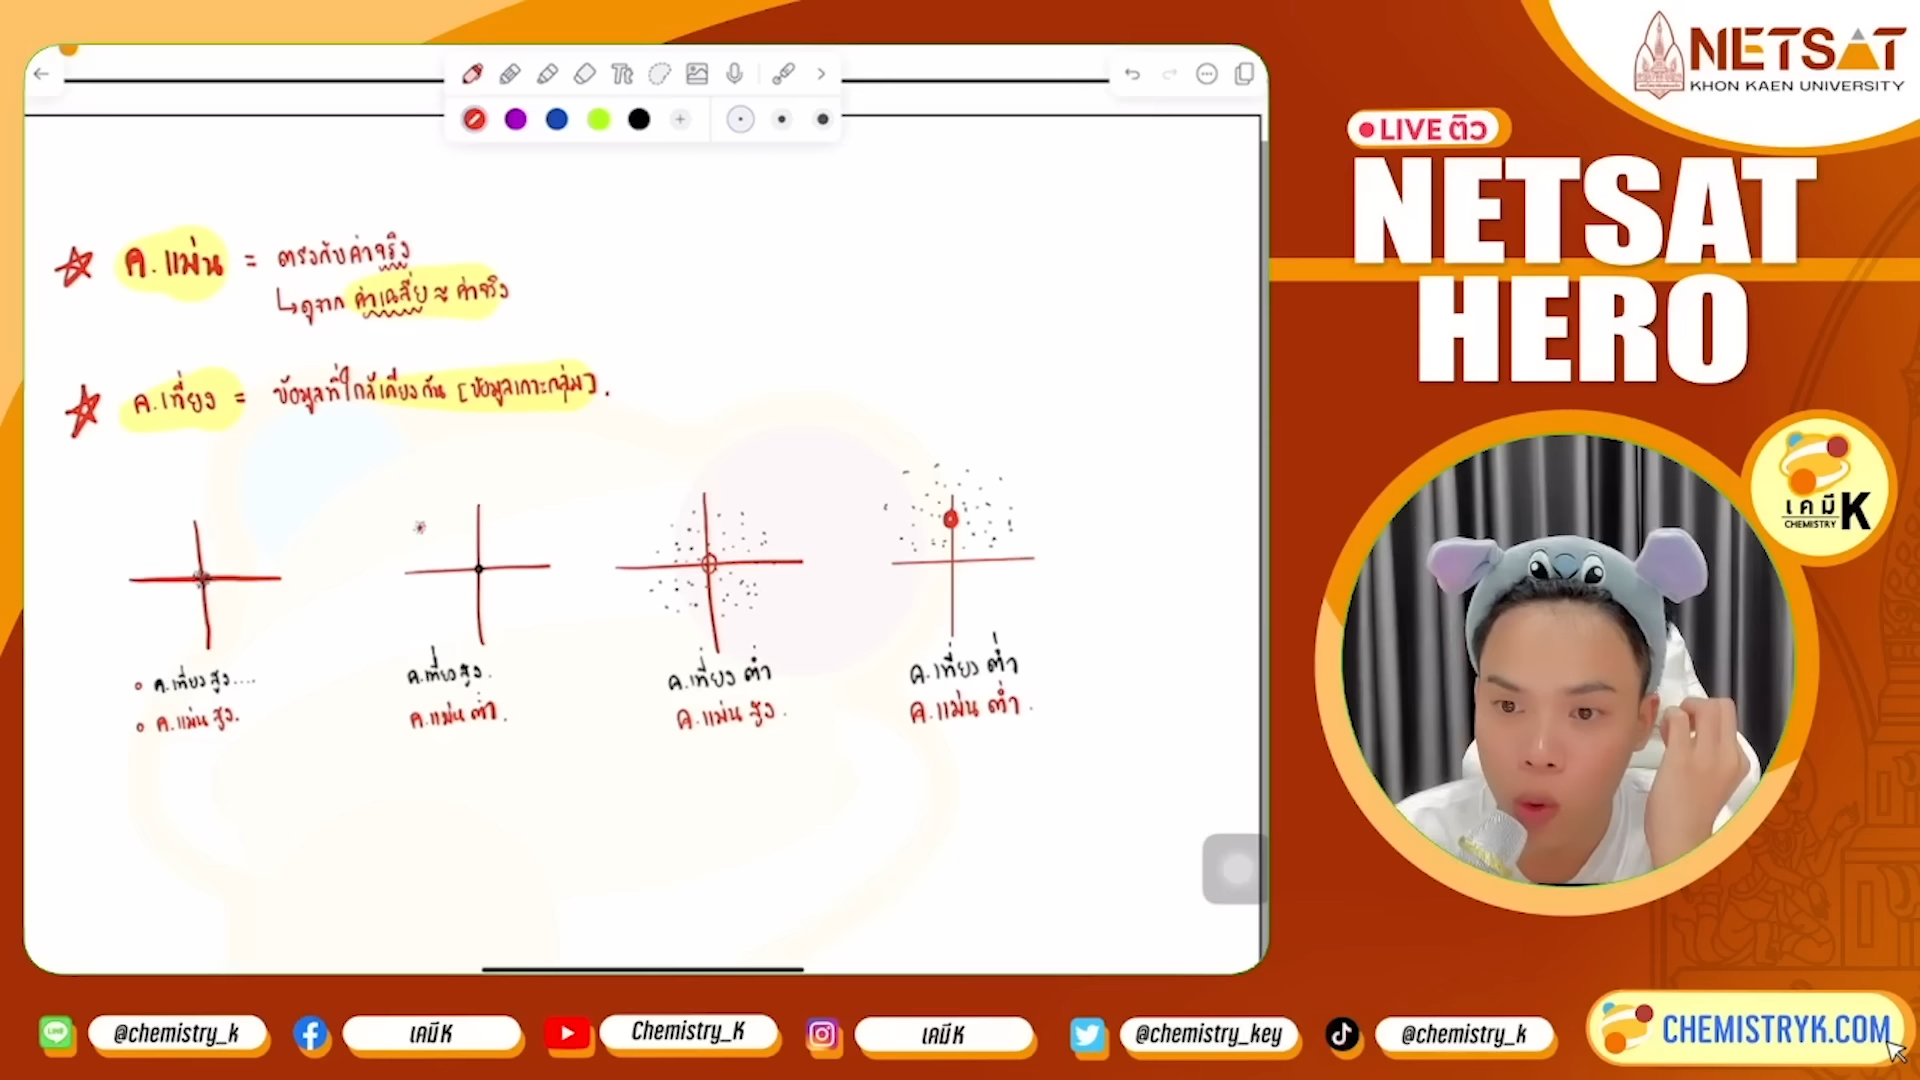 NETSAT
KHON KAEN UNIVERSITY
LIVE ติว
NETSAT
HERO
ค.แม่น = ตรงกับค่าจริง
↳ดูจาก ค่าเฉลี่ย ≈ ค่าจริง
ค.เที่ยง = ข้อมูลที่ใกล้เคียงกัน [ข้อมูลเกาะกลุ่ม].
ค.เที่ยงสูง....
ค.แม่น สูง.
ค.เที่ยงสูง.
ค.แม่น ต่ำ.
ค.เที่ยง ต่ำ
ค.แม่น สูง.
ค.เที่ยง ต่ำ
ค.แม่น ต่ำ.
เคมี K
CHEMISTRY
LINE
@chemistry_k
เคมี K
Chemistry_K
เคมี K
@chemistry_key
@chemistry_k
CHEMISTRYK.COM